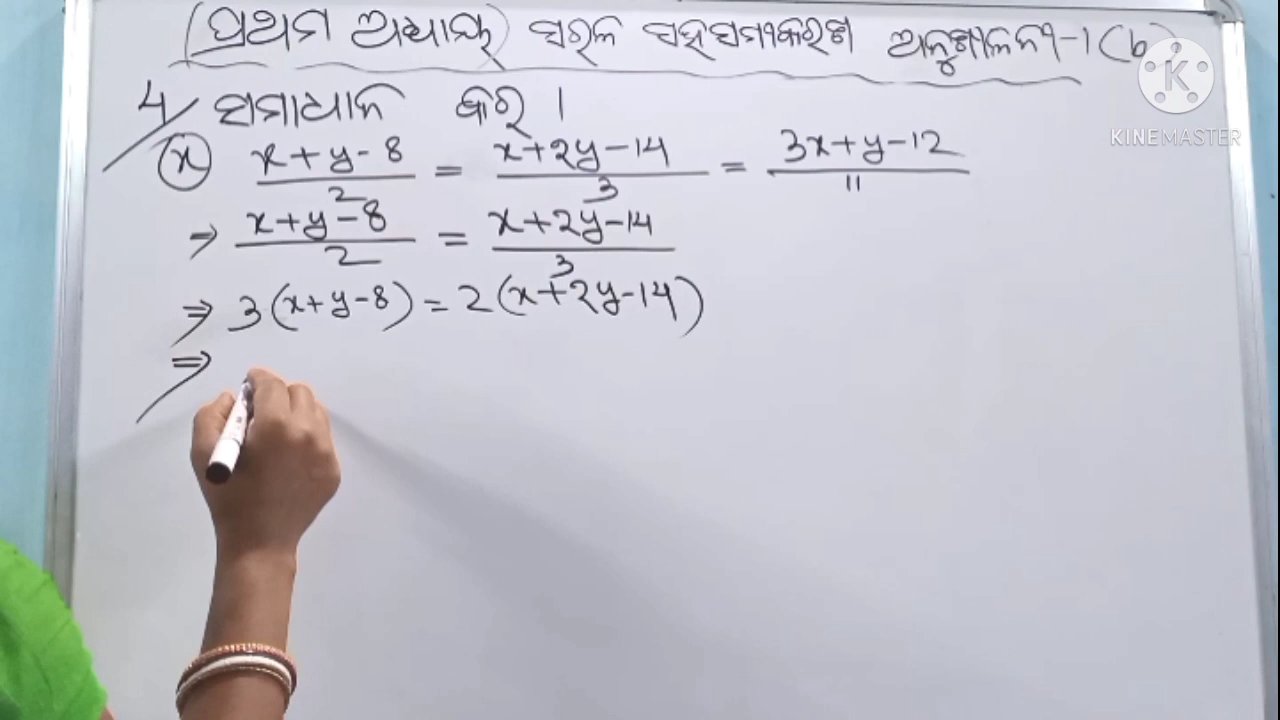 (ପ୍ରଥମ ଅଧ୍ୟାୟ) ସରଳ ସହସମୀକରଣ ଅନୁଶୀଳନୀ-1(b)
4/ ସମାଧାନ କର ।
(x) x+y-8/2 = x+2y-14/3 = 3x+y-12/11
⇒ x+y-8/2 = x+2y-14/3
⇒ 3(x+y-8) = 2(x+2y-14)
⇒
KINEMASTER